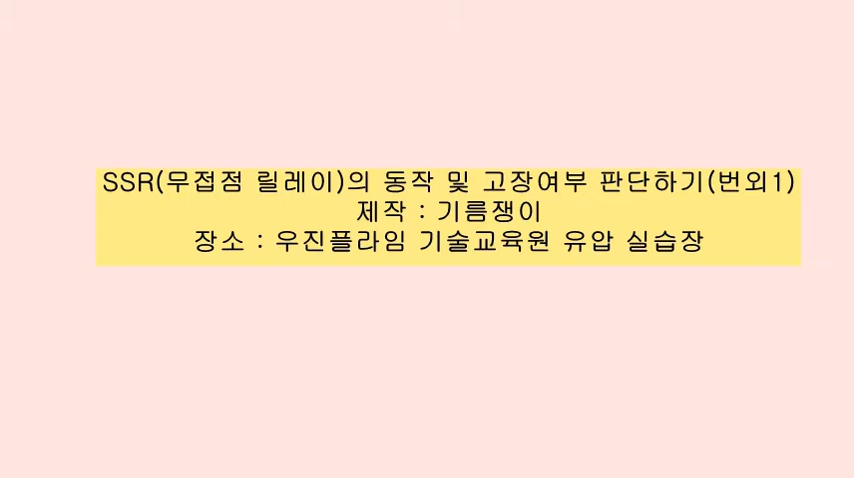 SSR(무접점 릴레이)의 동작 및 고장여부 판단하기(번외1)
제작 : 기름쟁이
장소 : 우진플라임 기술교육원 유압 실습장